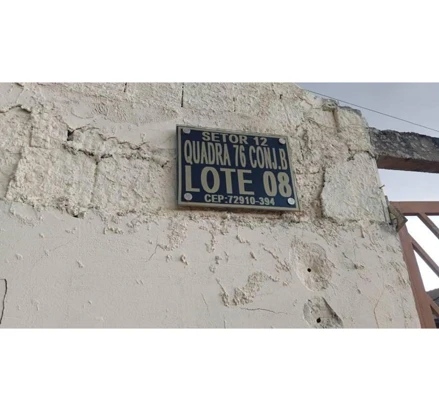 SETOR 12
QUADRA 76 CONJ.B
LOTE 08
CEP:72910-394